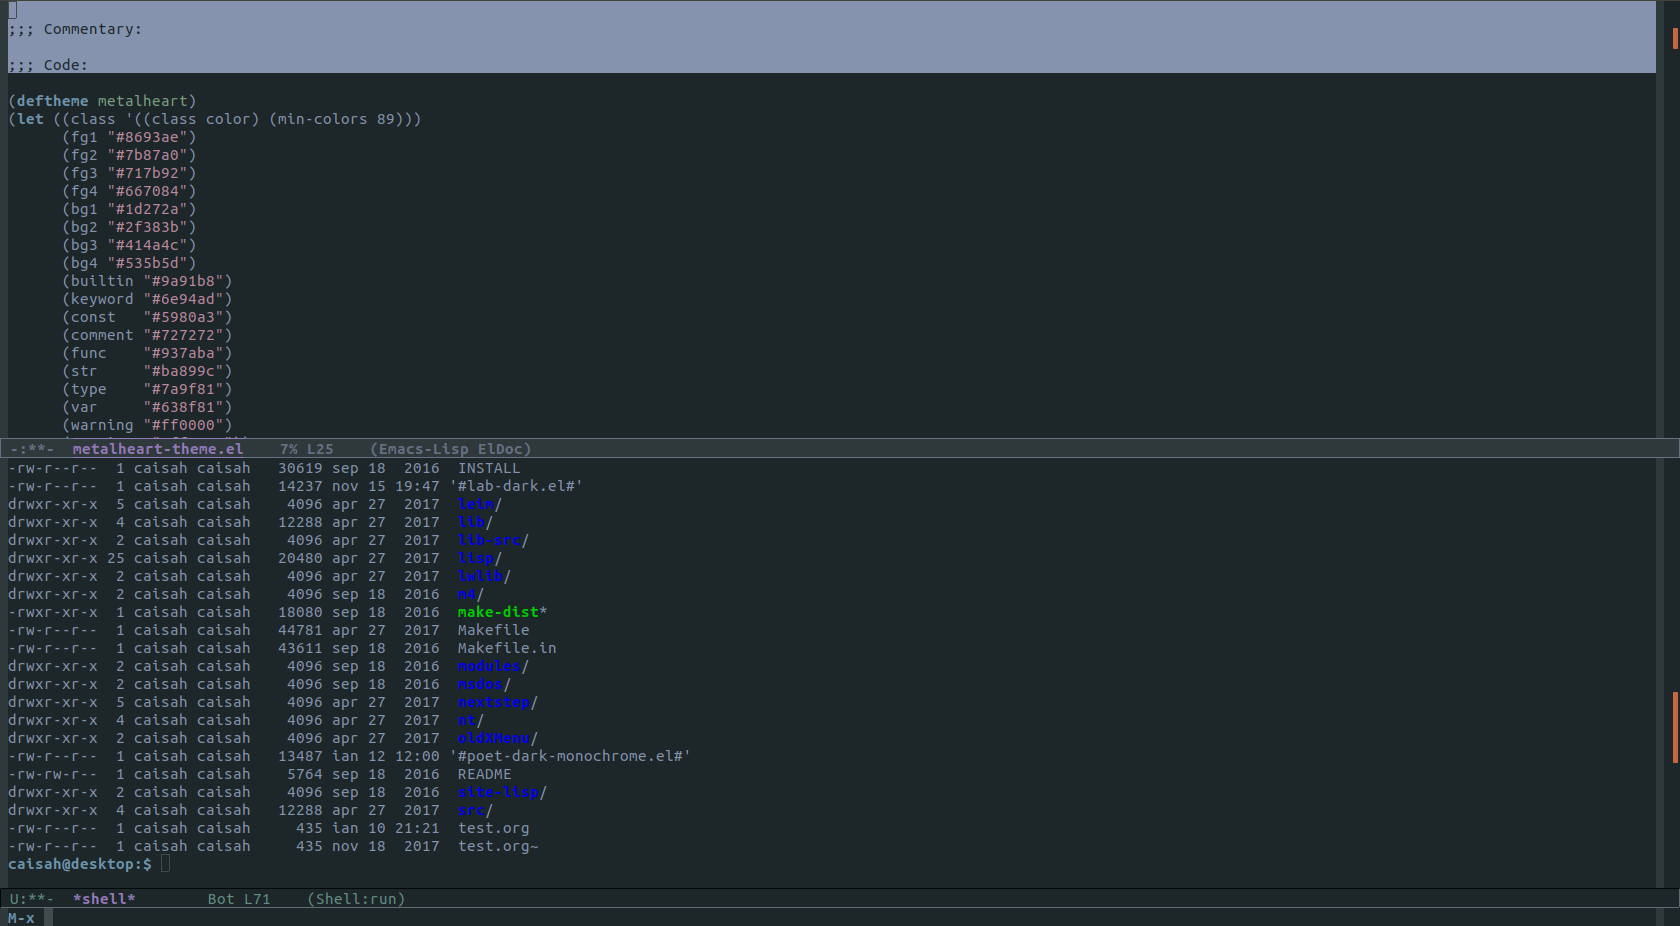 ;;; Commentary:
;;; Code:
(deftheme metalheart)
(let ((class '((class color) (min-colors 89)))
(fg1 "#8693ae")
(fg2 "#7b87a0")
(fg3 "#717b92")
(fg4 "#667084")
(bg1 "#1d272a")
(bg2 "#2f383b")
(bg3 "#414a4c")
(bg4 "#535b5d")
(builtin "#9a91b8")
(keyword "#6e94ad")
(const   "#5980a3")
(comment "#727272")
(func    "#937aba")
(str     "#ba899c")
(type    "#7a9f81")
(var     "#638f81")
(warning "#ff0000")
-:**-  metalheart-theme.el    7% L25    (Emacs-Lisp ElDoc)
-rw-r--r--  1 caisah caisah   30619 sep 18  2016  INSTALL
-rw-r--r--  1 caisah caisah   14237 nov 15 19:47 '#lab-dark.el#'
drwxr-xr-x  5 caisah caisah    4096 apr 27  2017  leim/
drwxr-xr-x  4 caisah caisah   12288 apr 27  2017  lib/
drwxr-xr-x  2 caisah caisah    4096 apr 27  2017  lib-src/
drwxr-xr-x 25 caisah caisah   20480 apr 27  2017  lisp/
drwxr-xr-x  2 caisah caisah    4096 apr 27  2017  lwlib/
drwxr-xr-x  2 caisah caisah    4096 sep 18  2016  m4/
-rwxr-xr-x  1 caisah caisah   18080 sep 18  2016  make-dist*
-rw-r--r--  1 caisah caisah   44781 apr 27  2017  Makefile
-rw-r--r--  1 caisah caisah   43611 sep 18  2016  Makefile.in
drwxr-xr-x  2 caisah caisah    4096 sep 18  2016  modules/
drwxr-xr-x  2 caisah caisah    4096 sep 18  2016  msdos/
drwxr-xr-x  5 caisah caisah    4096 apr 27  2017  nextstep/
drwxr-xr-x  4 caisah caisah    4096 apr 27  2017  nt/
drwxr-xr-x  2 caisah caisah    4096 apr 27  2017  oldXMenu/
-rw-r--r--  1 caisah caisah   13487 ian 12 12:00 '#poet-dark-monochrome.el#'
-rw-rw-r--  1 caisah caisah    5764 sep 18  2016  README
drwxr-xr-x  2 caisah caisah    4096 sep 18  2016  site-lisp/
drwxr-xr-x  4 caisah caisah   12288 apr 27  2017  src/
-rw-r--r--  1 caisah caisah     435 ian 10 21:21  test.org
-rw-r--r--  1 caisah caisah     435 nov 18  2017  test.org~
caisah@desktop:$
U:**-  *shell*        Bot L71    (Shell:run)
M-x